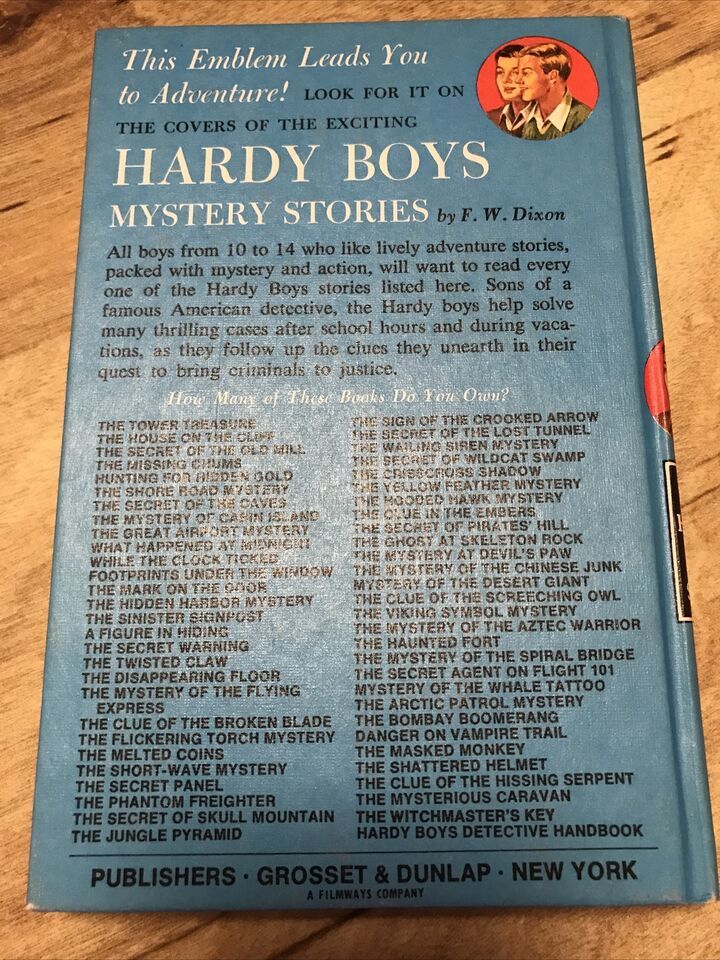 This Emblem Leads You
to Adventure! LOOK FOR IT ON
THE COVERS OF THE EXCITING
HARDY BOYS
MYSTERY STORIES by F. W. Dixon
All boys from 10 to 14 who like lively adventure stories,
packed with mystery and action, will want to read every
one of the Hardy Boys stories listed here. Sons of a
famous American detective, the Hardy boys help solve
many thrilling cases after school hours and during vaca-
tions, as they follow up the clues they unearth in their
quest to bring criminals to justice.
How Many of These Books Do You Own?
THE TOWER TREASURE
THE HOUSE ON THE CLIFF
THE SECRET OF THE OLD MILL
THE MISSING CHUMS
HUNTING FOR HIDDEN GOLD
THE SHORE ROAD MYSTERY
THE SECRET OF THE CAVES
THE MYSTERY OF CABIN ISLAND
THE GREAT AIRPORT MYSTERY
WHAT HAPPENED AT MIDNIGHT
WHILE THE CLOCK TICKED
FOOTPRINTS UNDER THE WINDOW
THE MARK ON THE DOOR
THE HIDDEN HARBOR MYSTERY
THE SINISTER SIGNPOST
A FIGURE IN HIDING
THE SECRET WARNING
THE TWISTED CLAW
THE DISAPPEARING FLOOR
THE MYSTERY OF THE FLYING
EXPRESS
THE CLUE OF THE BROKEN BLADE
THE FLICKERING TORCH MYSTERY
THE MELTED COINS
THE SHORT-WAVE MYSTERY
THE SECRET PANEL
THE PHANTOM FREIGHTER
THE SECRET OF SKULL MOUNTAIN
THE JUNGLE PYRAMID
THE SIGN OF THE CROOKED ARROW
THE SECRET OF THE LOST TUNNEL
THE WAILING SIREN MYSTERY
THE SECRET OF WILDCAT SWAMP
THE CRISSCROSS SHADOW
THE YELLOW FEATHER MYSTERY
THE HOODED HAWK MYSTERY
THE CLUE IN THE EMBERS
THE SECRET OF PIRATES' HILL
THE GHOST AT SKELETON ROCK
THE MYSTERY AT DEVIL'S PAW
THE MYSTERY OF THE CHINESE JUNK
MYSTERY OF THE DESERT GIANT
THE CLUE OF THE SCREECHING OWL
THE VIKING SYMBOL MYSTERY
THE MYSTERY OF THE AZTEC WARRIOR
THE HAUNTED FORT
THE MYSTERY OF THE SPIRAL BRIDGE
THE SECRET AGENT ON FLIGHT 101
MYSTERY OF THE WHALE TATTOO
THE ARCTIC PATROL MYSTERY
THE BOMBAY BOOMERANG
DANGER ON VAMPIRE TRAIL
THE MASKED MONKEY
THE SHATTERED HELMET
THE CLUE OF THE HISSING SERPENT
THE MYSTERIOUS CARAVAN
THE WITCHMASTER'S KEY
HARDY BOYS DETECTIVE HANDBOOK
PUBLISHERS · GROSSET & DUNLAP · NEW YORK
A FILMWAYS COMPANY